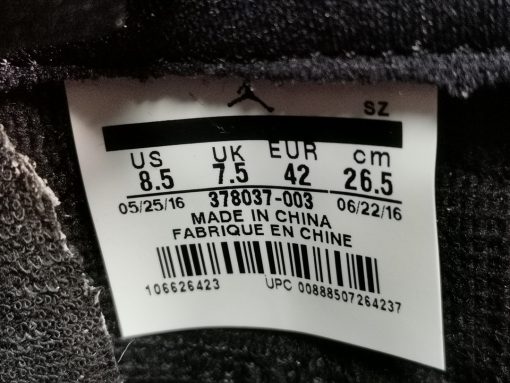 SZ
US UK EUR cm
8.5 7.5 42 26.5
05/25/16 378037-003 06/22/16
MADE IN CHINA
FABRIQUE EN CHINE
106626423 UPC 00888507264237